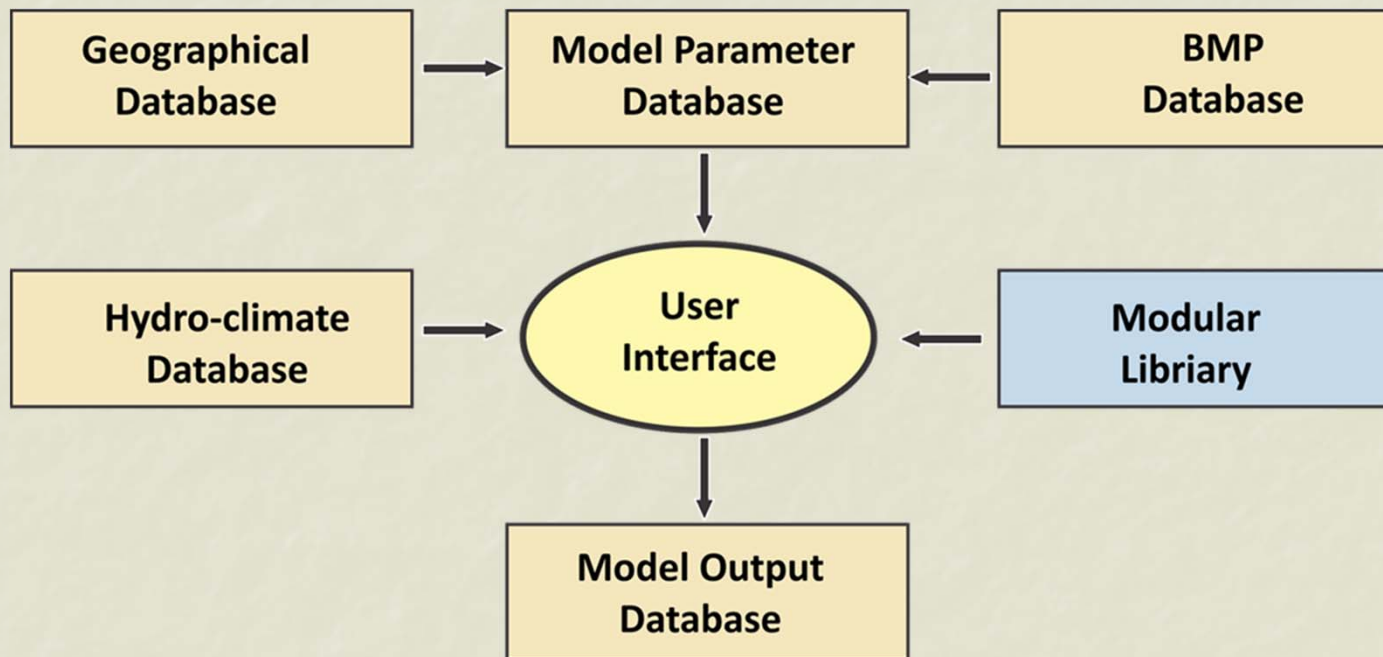 Geographical
Database
Model Parameter
Database
BMP
Database
Hydro-climate
Database
User
Interface
Modular
Libriary
Model Output
Database